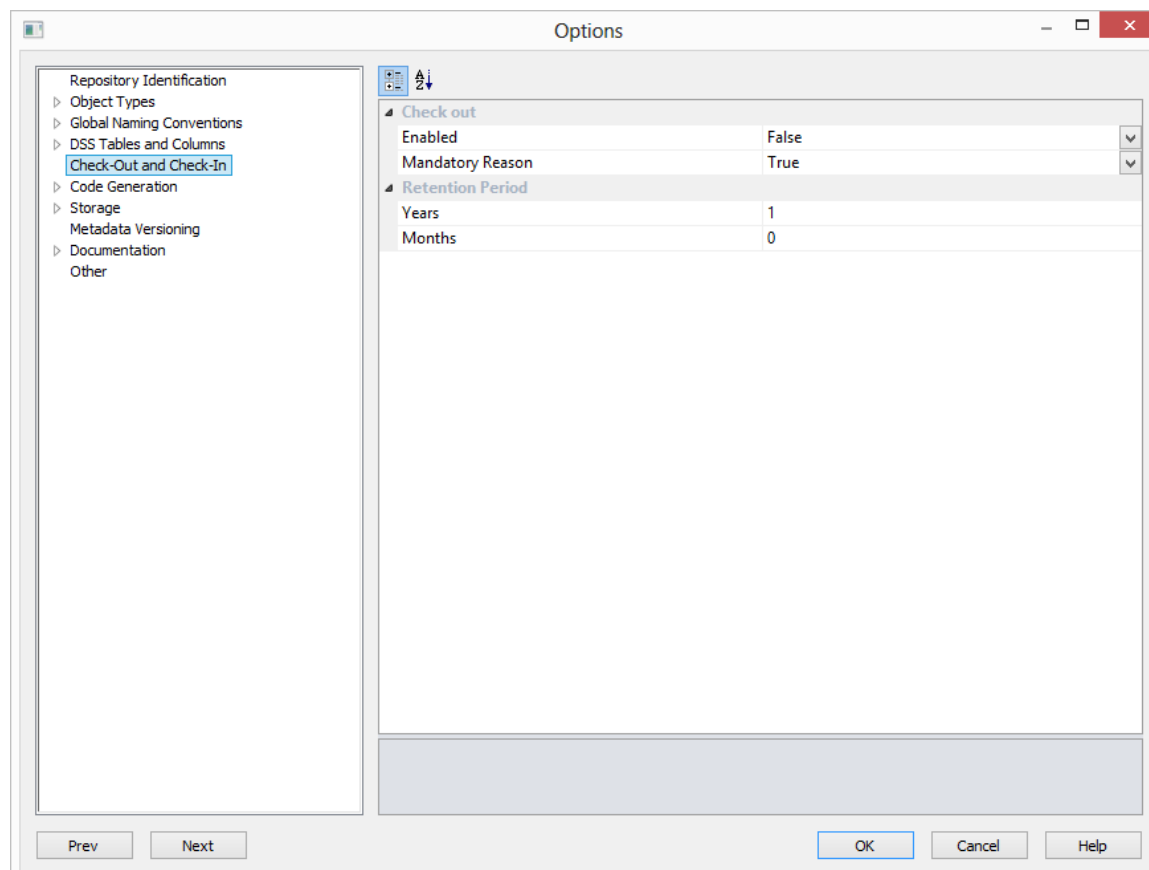 Options
Repository Identification
Object Types
Global Naming Conventions
DSS Tables and Columns
Check-Out and Check-In
Code Generation
Storage
Metadata Versioning
Documentation
Other
Check out
Enabled False
Mandatory Reason True
Retention Period
Years 1
Months 0
Prev Next OK Cancel Help